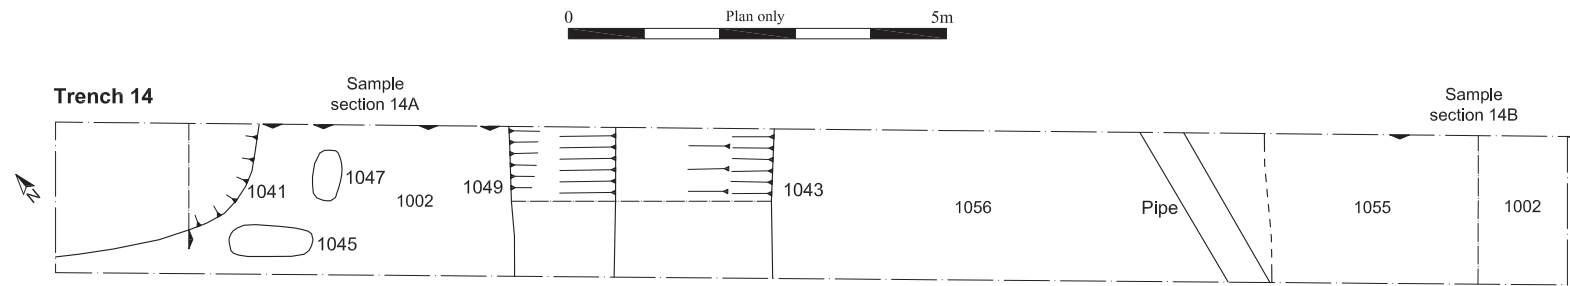 0 Plan only 5m
Trench 14
Sample
section 14A
Sample
section 14B
N
1041
1047
1045
1002
1049
1043
1056
Pipe
1055
1002